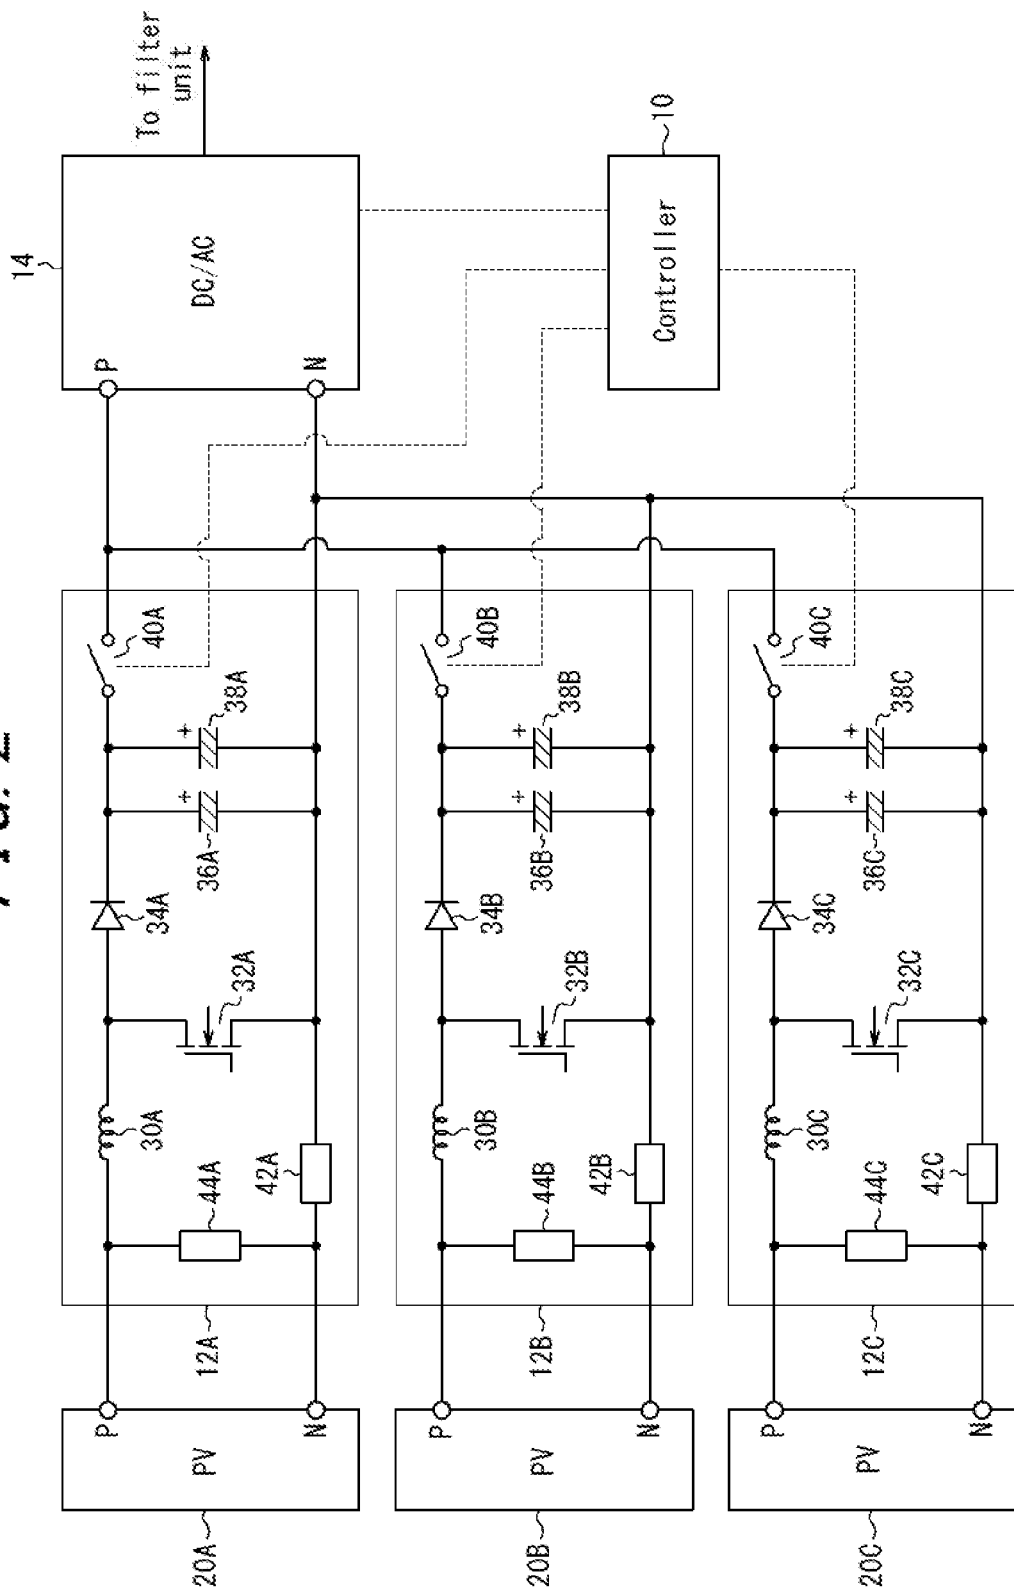 To filter
unit
14
DC/AC
P
N
10
Controller
40A
38A
36A
34A
32A
30A
44A
42A
12A
P
N
PV
20A
40B
38B
36B
34B
32B
30B
44B
42B
12B
P
N
PV
20B
40C
38C
36C
34C
32C
30C
44C
42C
12C
P
N
PV
20C
+
+
+
+
+
+